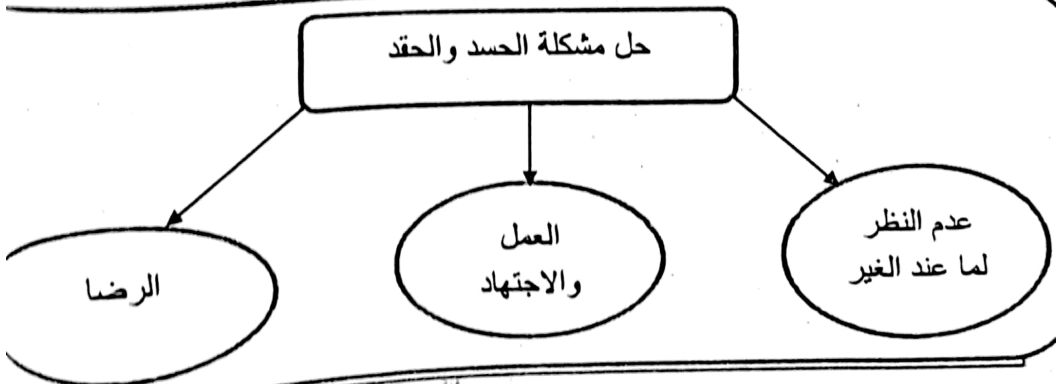 حل مشكلة الحسد والحقد
عدم النظر
لما عند الغير
العمل
والاجتهاد
الرضا